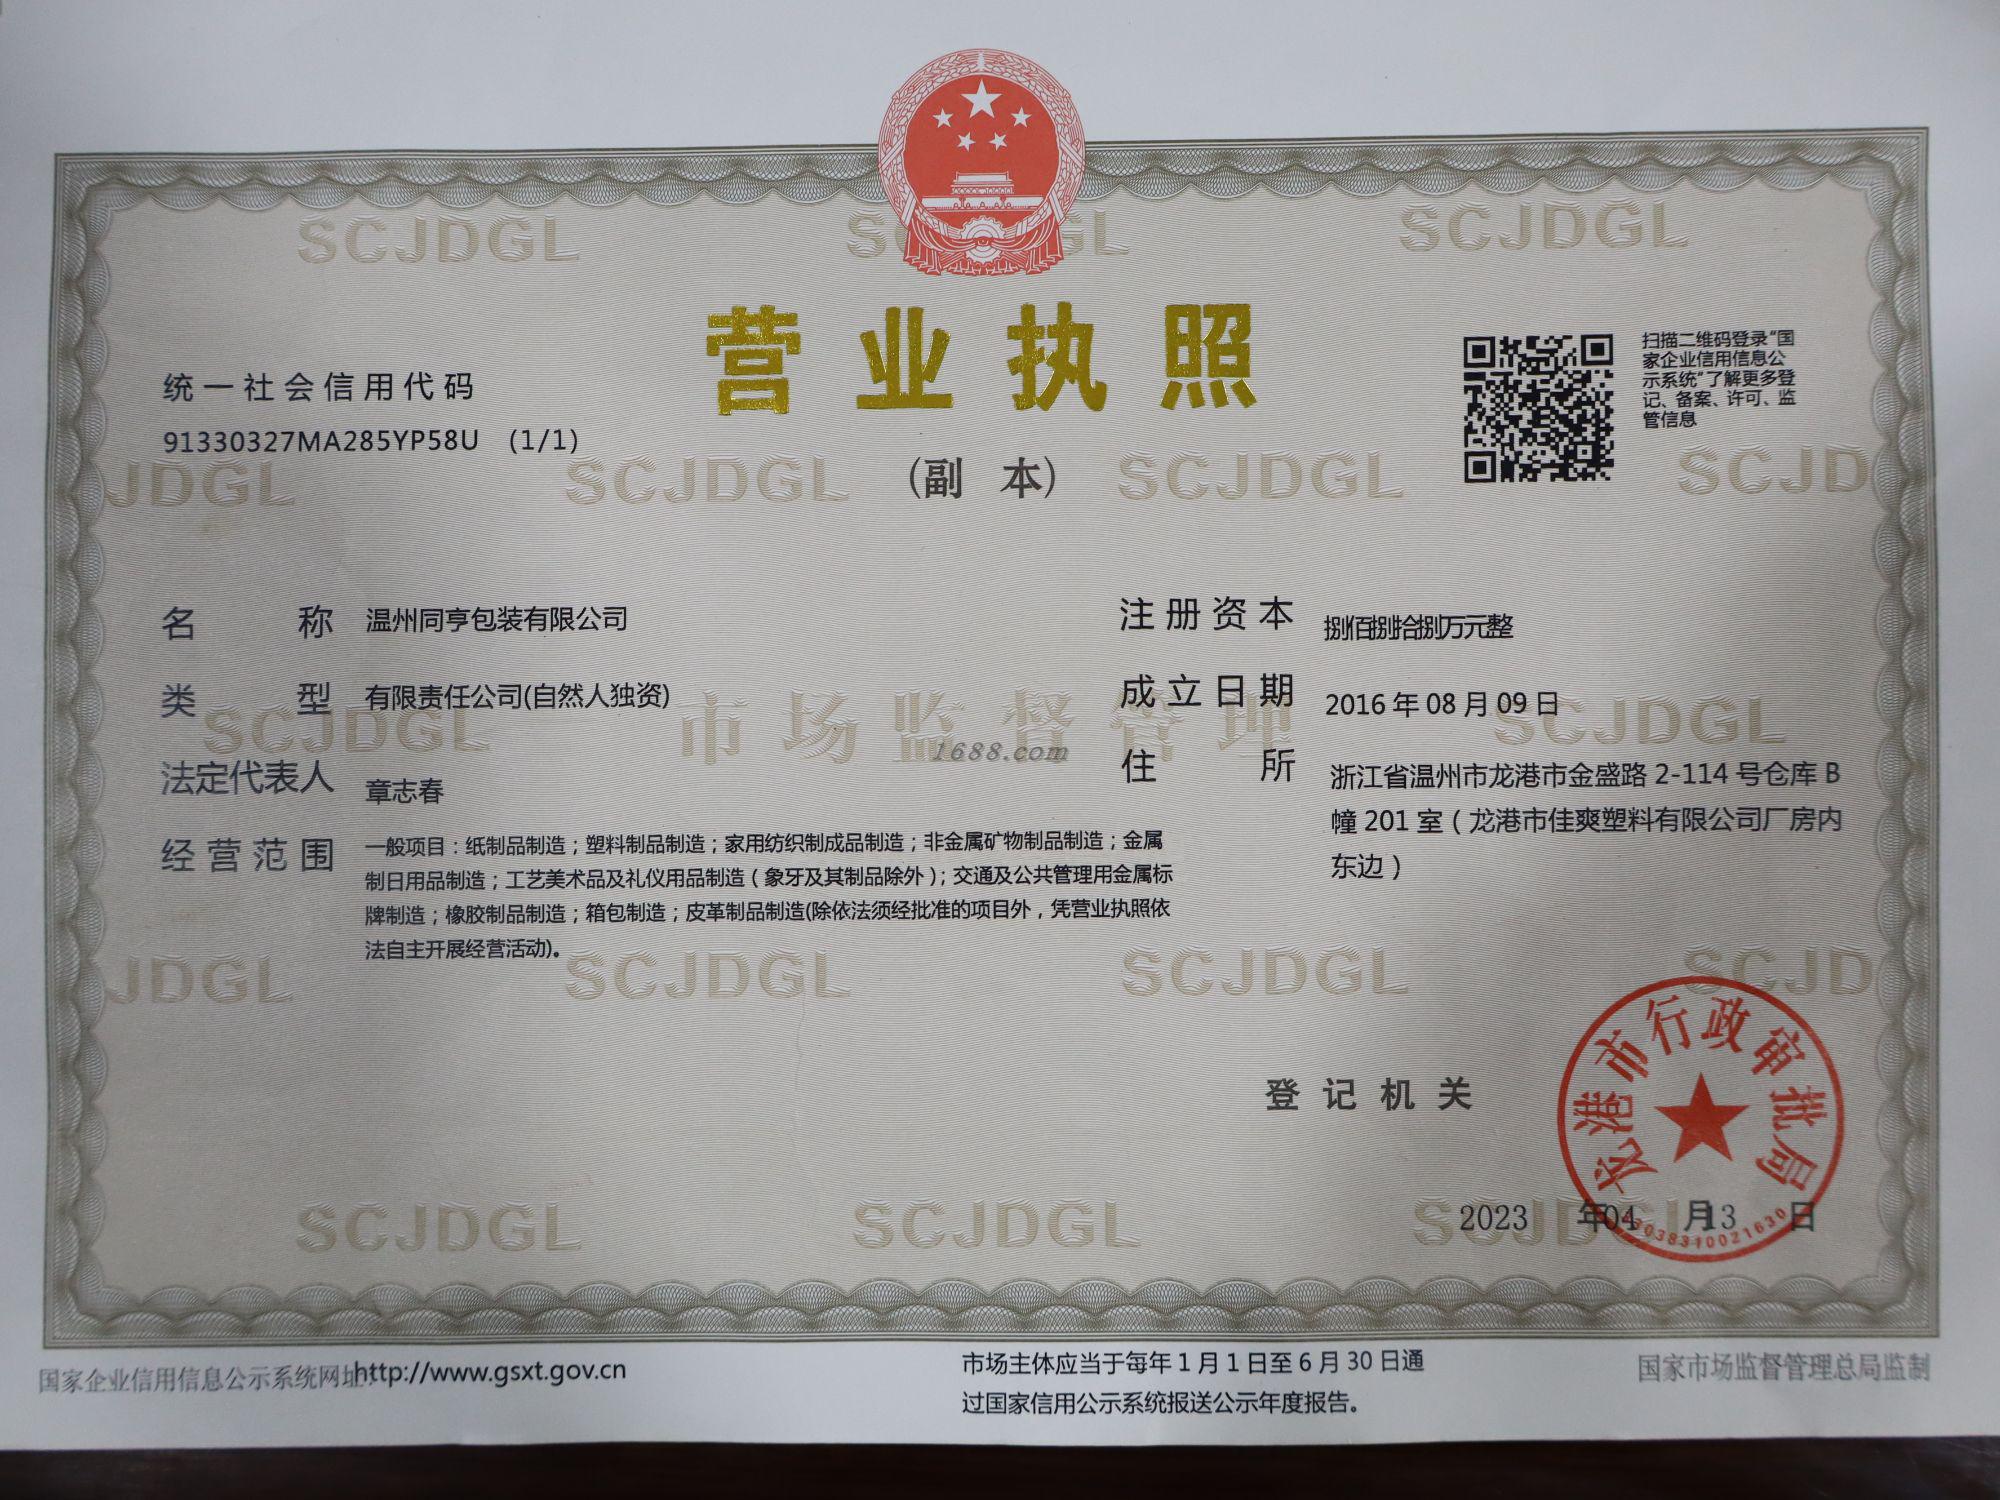 营业执照
(副 本)
统一社会信用代码
91330327MA285YP58U (1/1)
扫描二维码登录“国
家企业信用信息公
示系统”了解更多登
记、备案、许可、监
管信息
名 称 温州同亨包装有限公司
类 型 有限责任公司(自然人独资)
法定代表人 章志春
经营范围 一般项目：纸制品制造；塑料制品制造；家用纺织制成品制造；非金属矿物制品制造；金属
制日用品制造；工艺美术品及礼仪用品制造（象牙及其制品除外）；交通及公共管理用金属标
牌制造；橡胶制品制造；箱包制造；皮革制品制造(除依法须经批准的项目外，凭营业执照依
法自主开展经营活动)。
注册资本 捌佰捌拾捌万元整
成立日期 2016年08月09日
住 所 浙江省温州市龙港市金盛路2-114号仓库B
幢201室（龙港市佳爽塑料有限公司厂房内
东边）
市场监督管理
1688.com
SCJDGL
登记机关
龙港市行政审批局
2023 年04 月13 日
国家企业信用信息公示系统网址：http://www.gsxt.gov.cn
市场主体应当于每年1月1日至6月30日通
过国家信用公示系统报送公示年度报告。
国家市场监督管理总局监制